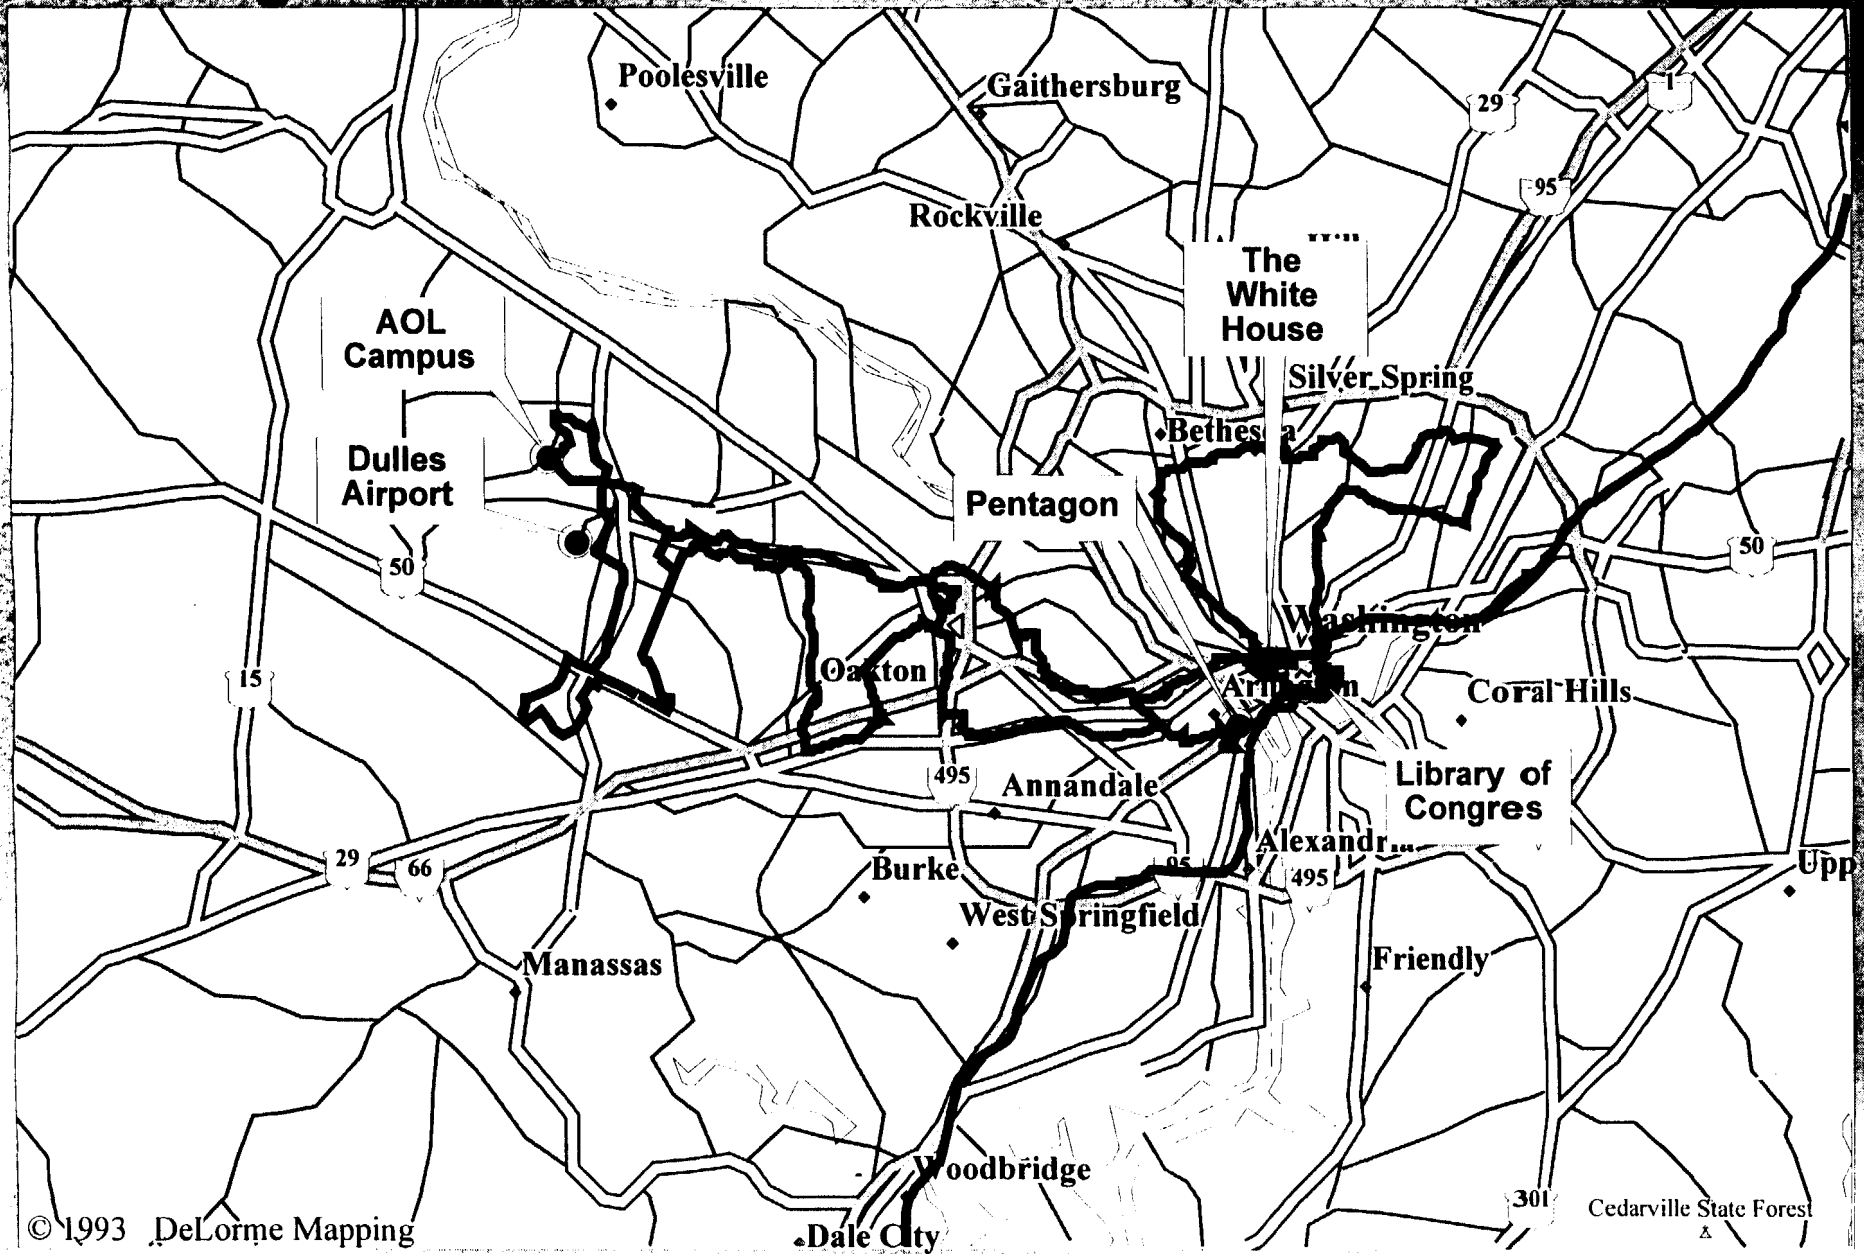 Poolesville
Gaithersburg
1
29
95
Rockville
The
White
House
AOL
Campus
Silver Spring
Bethesda
Dulles
Airport
Pentagon
50
50
Washington
Oakton
Arlington
15
Coral Hills
495
Annandale
Library of
Congres
29
66
Burke
95
Alexandria
495
Upp
West Springfield
Manassas
Friendly
Woodbridge
301
Cedarville State Forest
© 1993 DeLorme Mapping
Dale City